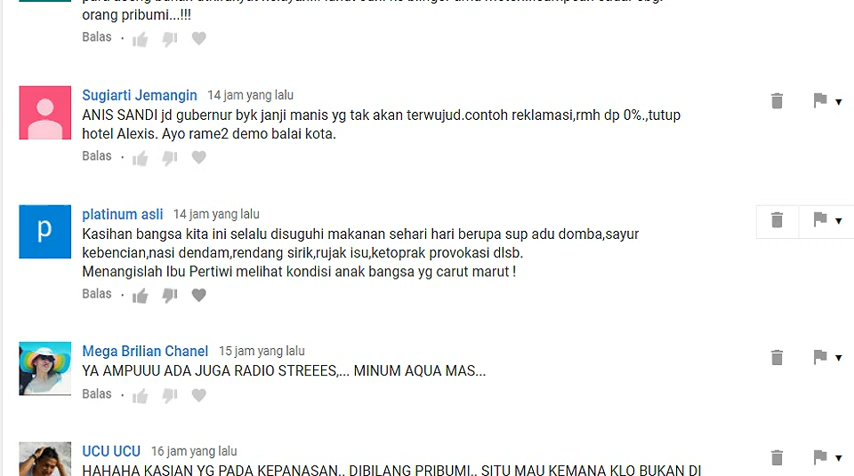 orang pribumi...!!!
Balas
Sugiarti Jemangin 14 jam yang lalu
ANIS SANDI jd gubernur byk janji manis yg tak akan terwujud.contoh reklamasi,rmh dp 0%.,tutup
hotel Alexis. Ayo rame2 demo balai kota.
Balas
p
platinum asli 14 jam yang lalu
Kasihan bangsa kita ini selalu disuguhi makanan sehari hari berupa sup adu domba,sayur
kebencian,nasi dendam,rendang sirik,rujak isu,ketoprak provokasi dlsb.
Menangislah Ibu Pertiwi melihat kondisi anak bangsa yg carut marut !
Balas
Mega Brilian Chanel 15 jam yang lalu
YA AMPUUU ADA JUGA RADIO STREEES,... MINUM AQUA MAS...
Balas
UCU UCU 16 jam yang lalu
HAHAHA KASIAN YG PADA KEPANASAN.. DIBILANG PRIBUMI.. SITU MAU KEMANA KLO BUKAN DI